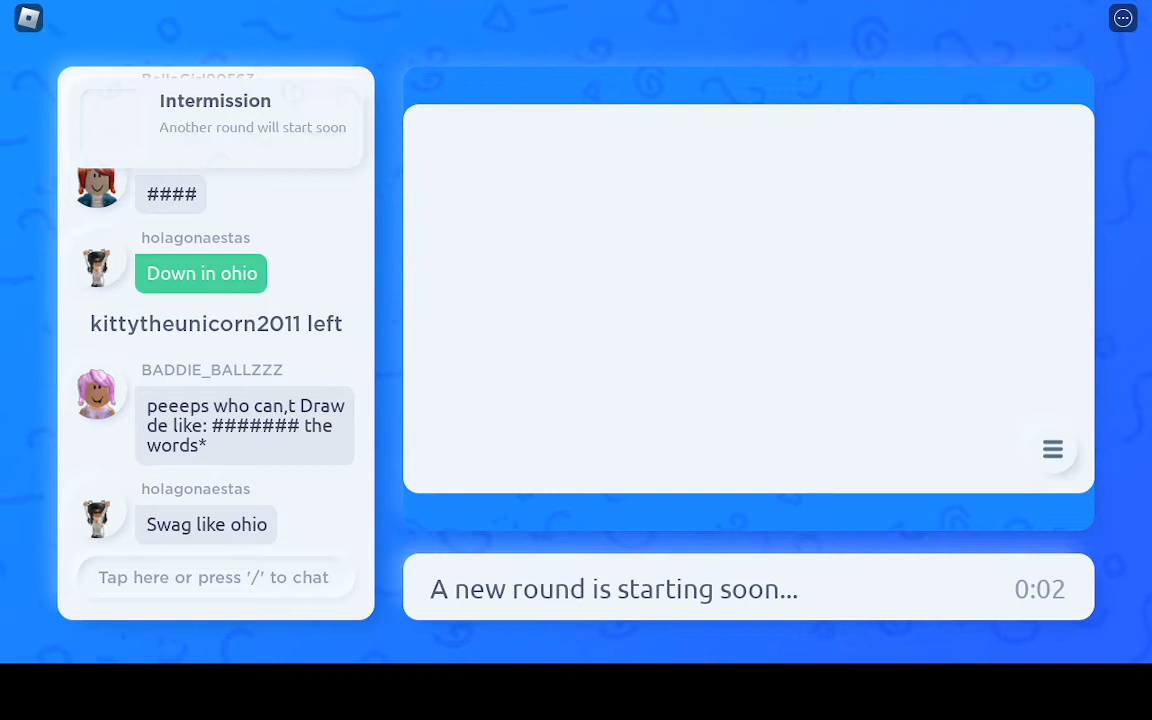 Intermission
Another round will start soon
####
holagonaestas
Down in ohio
kittytheunicorn2011 left
BADDIE_BALLZZZ
peeeps who can,t Draw
de like: ####### the
words*
holagonaestas
Swag like ohio
Tap here or press '/' to chat
A new round is starting soon...
0:02